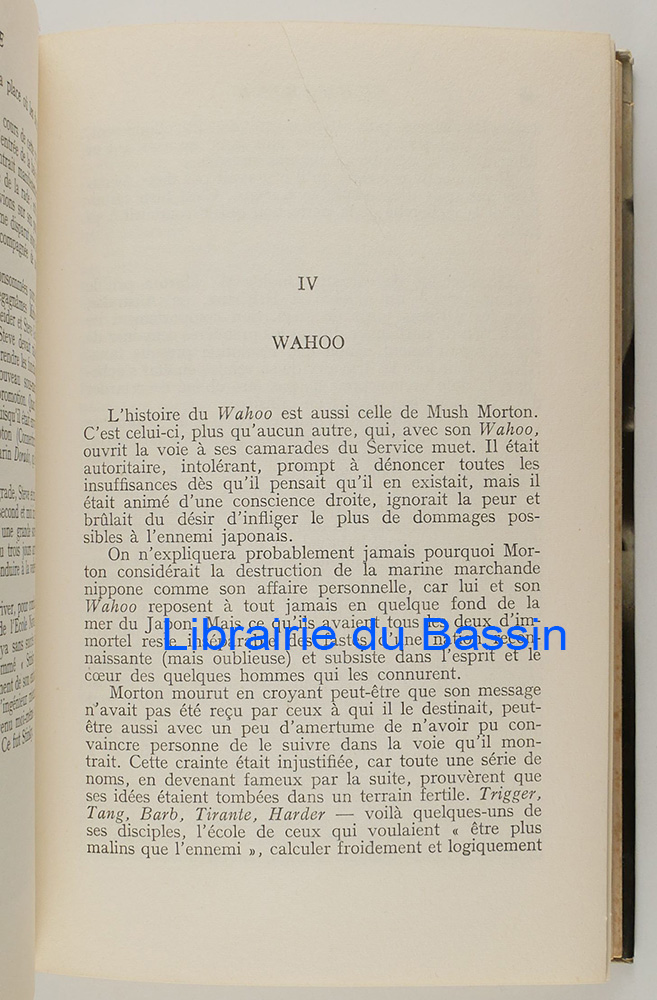 IV
WAHOO
L'histoire du Wahoo est aussi celle de Mush Morton.
C'est celui-ci, plus qu'aucun autre, qui, avec son Wahoo,
ouvrit la voie à ses camarades du Service muet. Il était
autoritaire, intolérant, prompt à dénoncer toutes les
insuffisances dès qu'il pensait qu'il en existait, mais il
était animé d'une conscience droite, ignorait la peur et
brûlait du désir d'infliger le plus de dommages pos-
sibles à l'ennemi japonais.
On n'expliquera probablement jamais pourquoi Mor-
ton considérait la destruction de la marine marchande
nippone comme son affaire personnelle, car lui et son
Wahoo reposent à tout jamais en quelque fond de la
mer du Japon. Mais ce qu'ils avaient tous les deux d'im-
mortel reste inséparable des fastes d'une nation recon-
Librairie du Bassin
naissante (mais oublieuse) et subsiste dans l'esprit et le
cœur des quelques hommes qui les connurent.
Morton mourut en croyant peut-être que son message
n'avait pas été reçu par ceux à qui il le destinait, peut-
être aussi avec un peu d'amertume de n'avoir pu con-
vaincre personne de le suivre dans la voie qu'il mon-
trait. Cette crainte était injustifiée, car toute une série de
noms, en devenant fameux par la suite, prouvèrent que
ses idées étaient tombées dans un terrain fertile. Trigger,
Tang, Barb, Tirante, Harder — voilà quelques-uns de
ses disciples, l'école de ceux qui voulaient « être plus
malins que l'ennemi », calculer froidement et logiquement